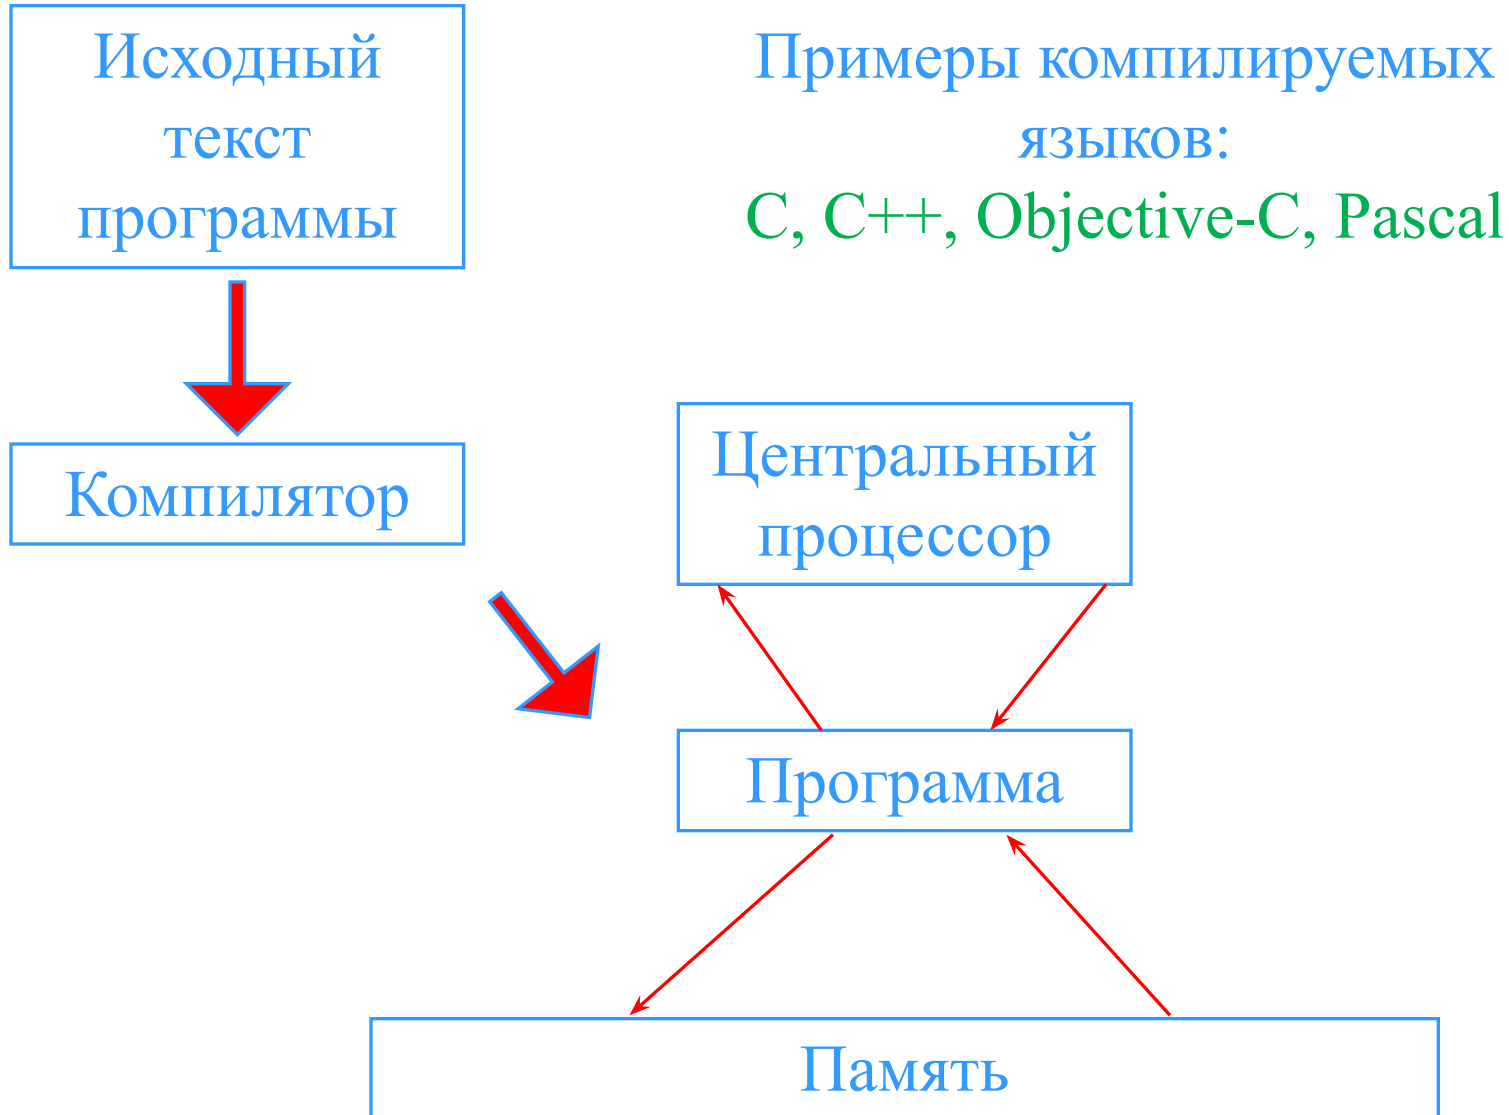 Исходный
текст
программы
Примеры компилируемых
языков:
C, C++, Objective-C, Pascal
Компилятор
Центральный
процессор
Программа
Память